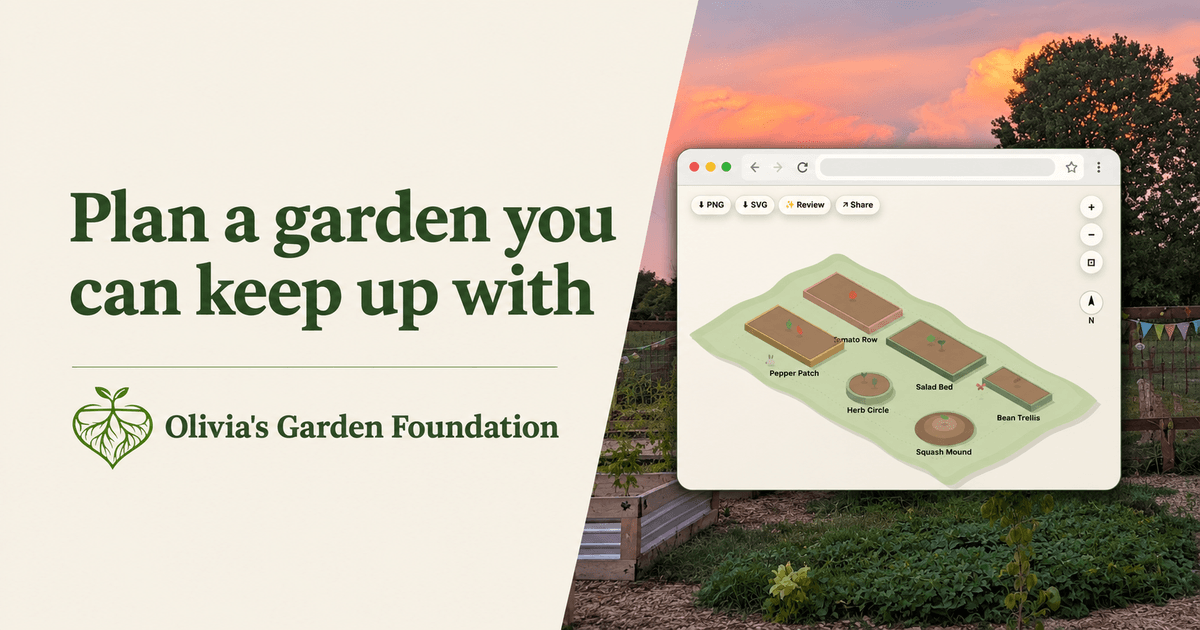 Plan a garden you
can keep up with
Olivia's Garden Foundation
⬇ PNG
⬇ SVG
✨ Review
↗ Share
+
−
N
Tomato Row
Pepper Patch
Salad Bed
Herb Circle
Bean Trellis
Squash Mound